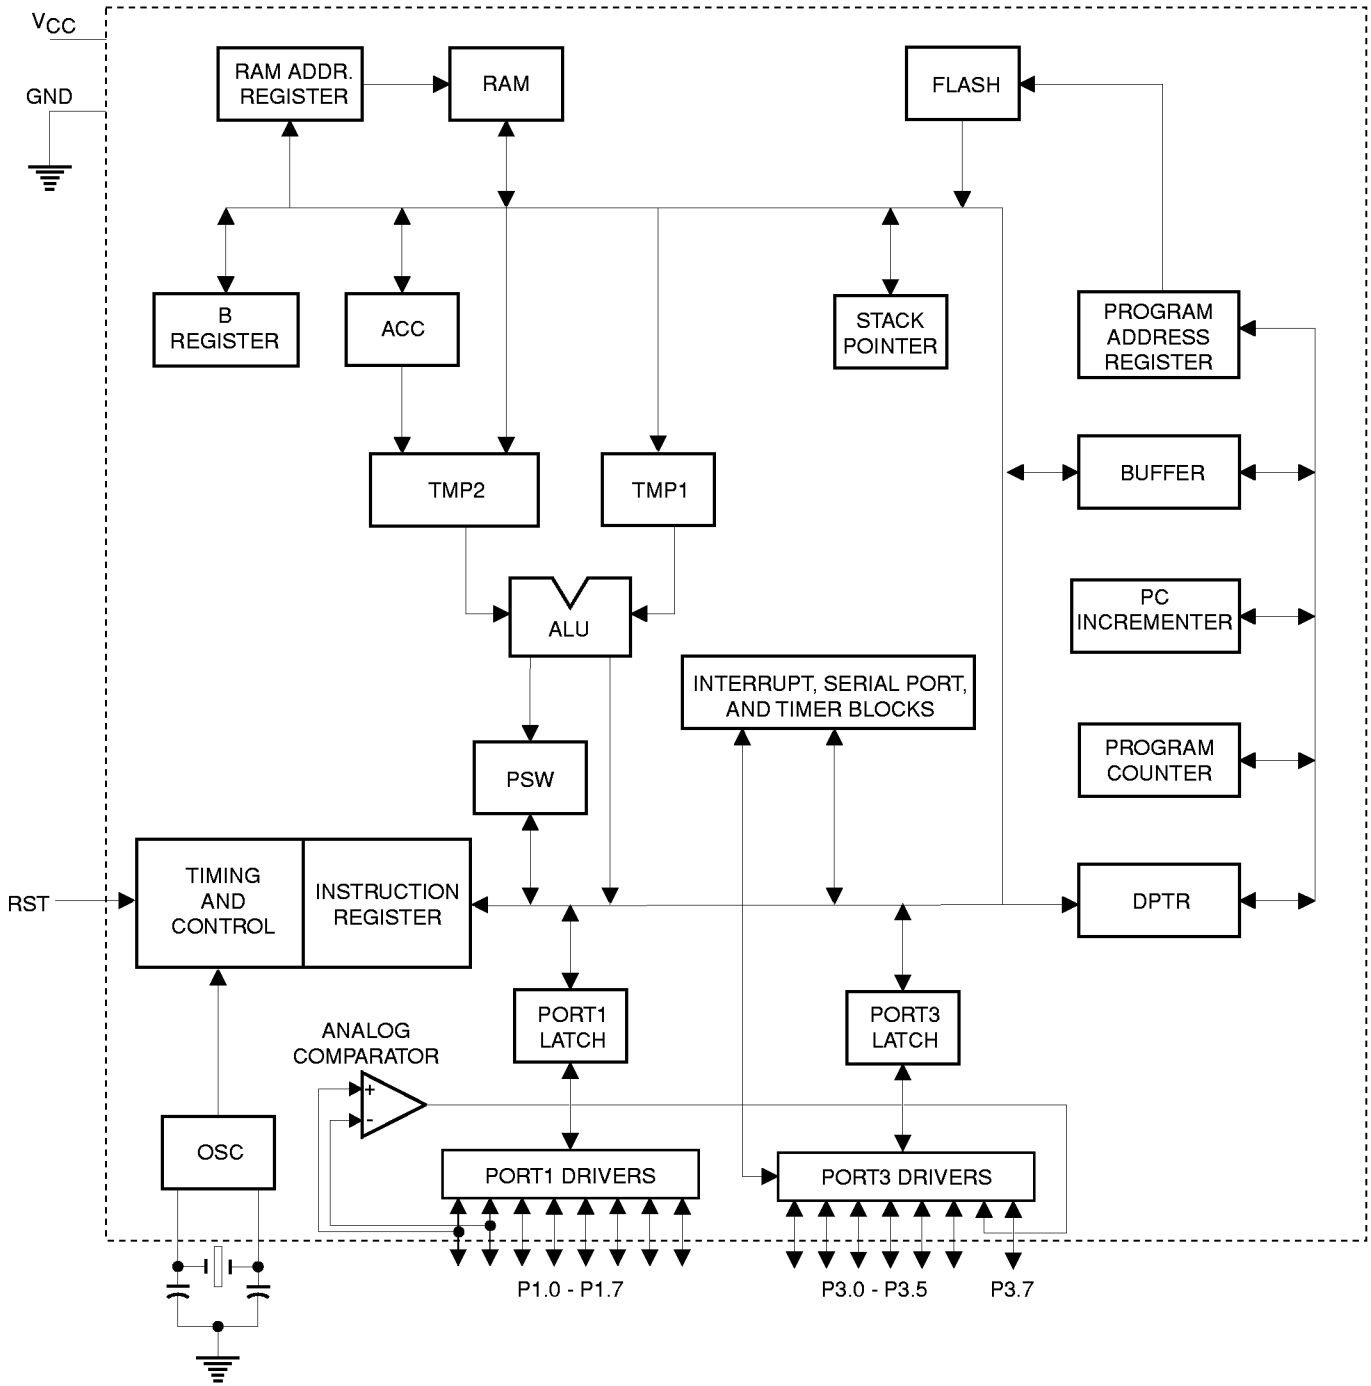 VCC
GND
RAM ADDR.
REGISTER
RAM
FLASH
B
REGISTER
ACC
STACK
POINTER
PROGRAM
ADDRESS
REGISTER
TMP2
TMP1
BUFFER
ALU
PC
INCREMENTER
INTERRUPT, SERIAL PORT,
AND TIMER BLOCKS
PSW
PROGRAM
COUNTER
RST
TIMING
AND
CONTROL
INSTRUCTION
REGISTER
DPTR
PORT1
LATCH
PORT3
LATCH
ANALOG
COMPARATOR
+
-
OSC
PORT1 DRIVERS
PORT3 DRIVERS
P1.0 - P1.7
P3.0 - P3.5
P3.7